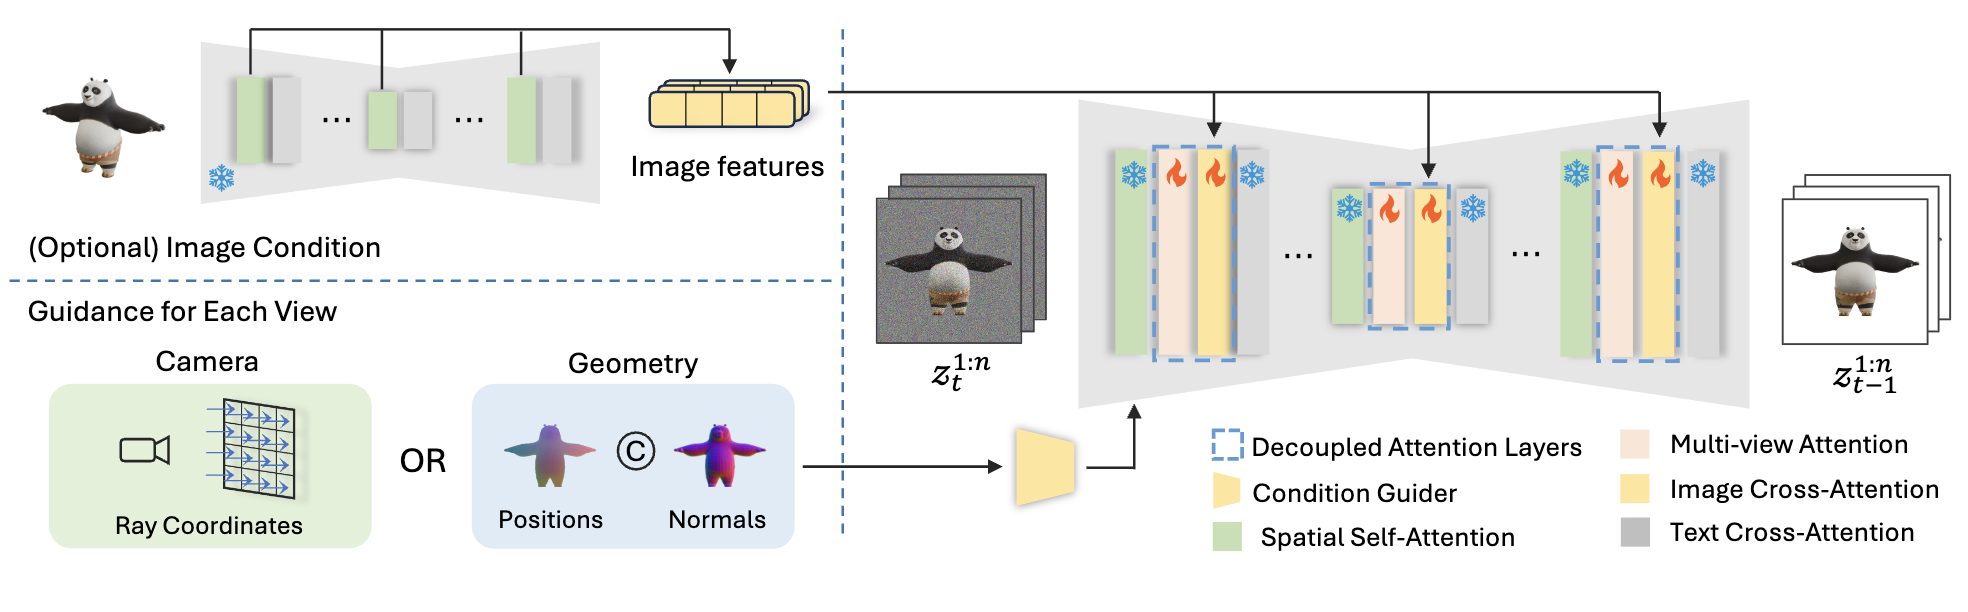 Image features
(Optional) Image Condition
Guidance for Each View
Camera
Ray Coordinates
OR
Geometry
Positions
C
Normals
...
...
z_t^{1:n}
...
...
z_{t-1}^{1:n}
Decoupled Attention Layers
Condition Guider
Spatial Self-Attention
Multi-view Attention
Image Cross-Attention
Text Cross-Attention